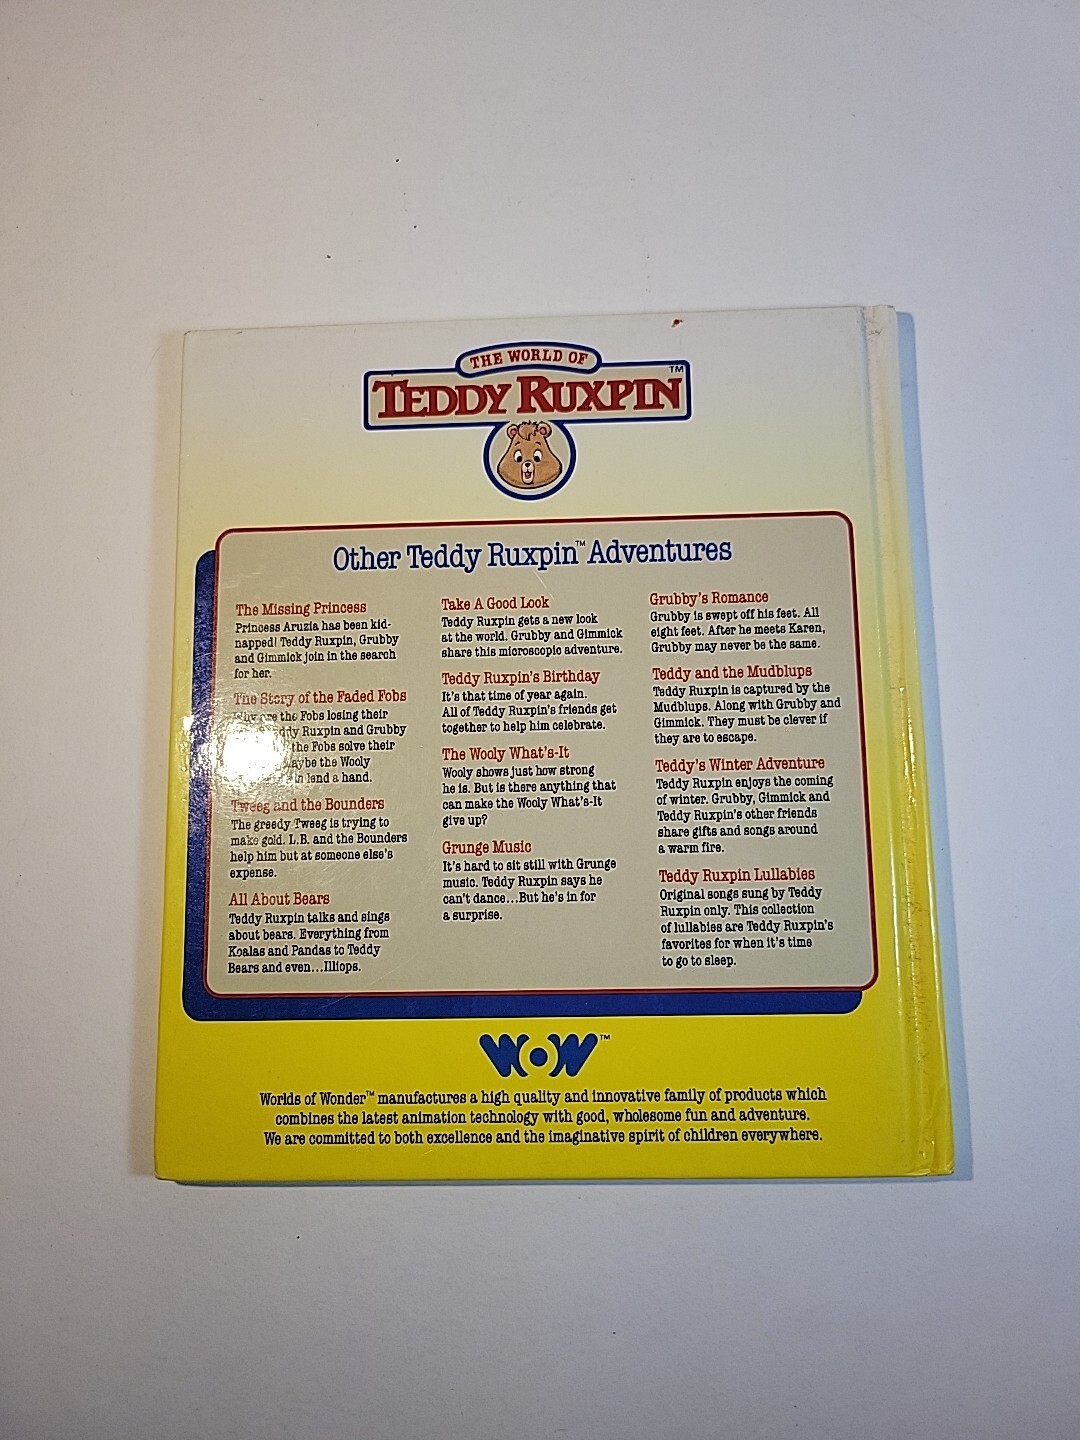 THE WORLD OF
TEDDY RUXPIN™
Other Teddy Ruxpin™ Adventures
The Missing Princess
Princess Aruzia has been kid-
napped! Teddy Ruxpin, Grubby
and Gimmick join in the search
for her.
The Story of the Faded Fobs
Why are the Fobs losing their
Ruxpin and Grubby
the Fobs solve their
the Wooly
lend a hand.
Tweeg and the Bounders
The greedy Tweeg is trying to
make gold. L.B. and the Bounders
help him but at someone else's
expense.
All About Bears
Teddy Ruxpin talks and sings
about bears. Everything from
Koalas and Pandas to Teddy
Bears and even...Illiops.
Take A Good Look
Teddy Ruxpin gets a new look
at the world. Grubby and Gimmick
share this microscopic adventure.
Teddy Ruxpin's Birthday
It's that time of year again.
All of Teddy Ruxpin's friends get
together to help him celebrate.
The Wooly What's-It
Wooly shows just how strong
he is. But is there anything that
can make the Wooly What's-It
give up?
Grunge Music
It's hard to sit still with Grunge
music. Teddy Ruxpin says he
can't dance...But he's in for
a surprise.
Grubby's Romance
Grubby is swept off his feet. All
eight feet. After he meets Karen,
Grubby may never be the same.
Teddy and the Mudblups
Teddy Ruxpin is captured by the
Mudblups. Along with Grubby and
Gimmick. They must be clever if
they are to escape.
Teddy's Winter Adventure
Teddy Ruxpin enjoys the coming
of winter. Grubby, Gimmick and
Teddy Ruxpin's other friends
share gifts and songs around
a warm fire.
Teddy Ruxpin Lullabies
Original songs sung by Teddy
Ruxpin only. This collection
of lullabies are Teddy Ruxpin's
favorites for when it's time
to go to sleep.
WOW™
Worlds of Wonder™ manufactures a high quality and innovative family of products which
combines the latest animation technology with good, wholesome fun and adventure.
We are committed to both excellence and the imaginative spirit of children everywhere.